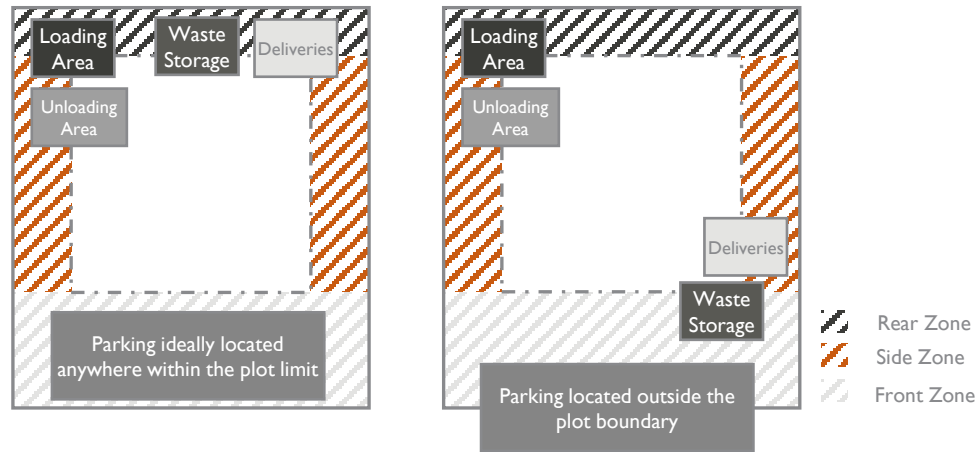 Loading
Area
Waste
Storage
Deliveries
Unloading
Area
Parking ideally located
anywhere within the plot limit
Loading
Area
Unloading
Area
Deliveries
Waste
Storage
Parking located outside the
plot boundary
Rear Zone
Side Zone
Front Zone